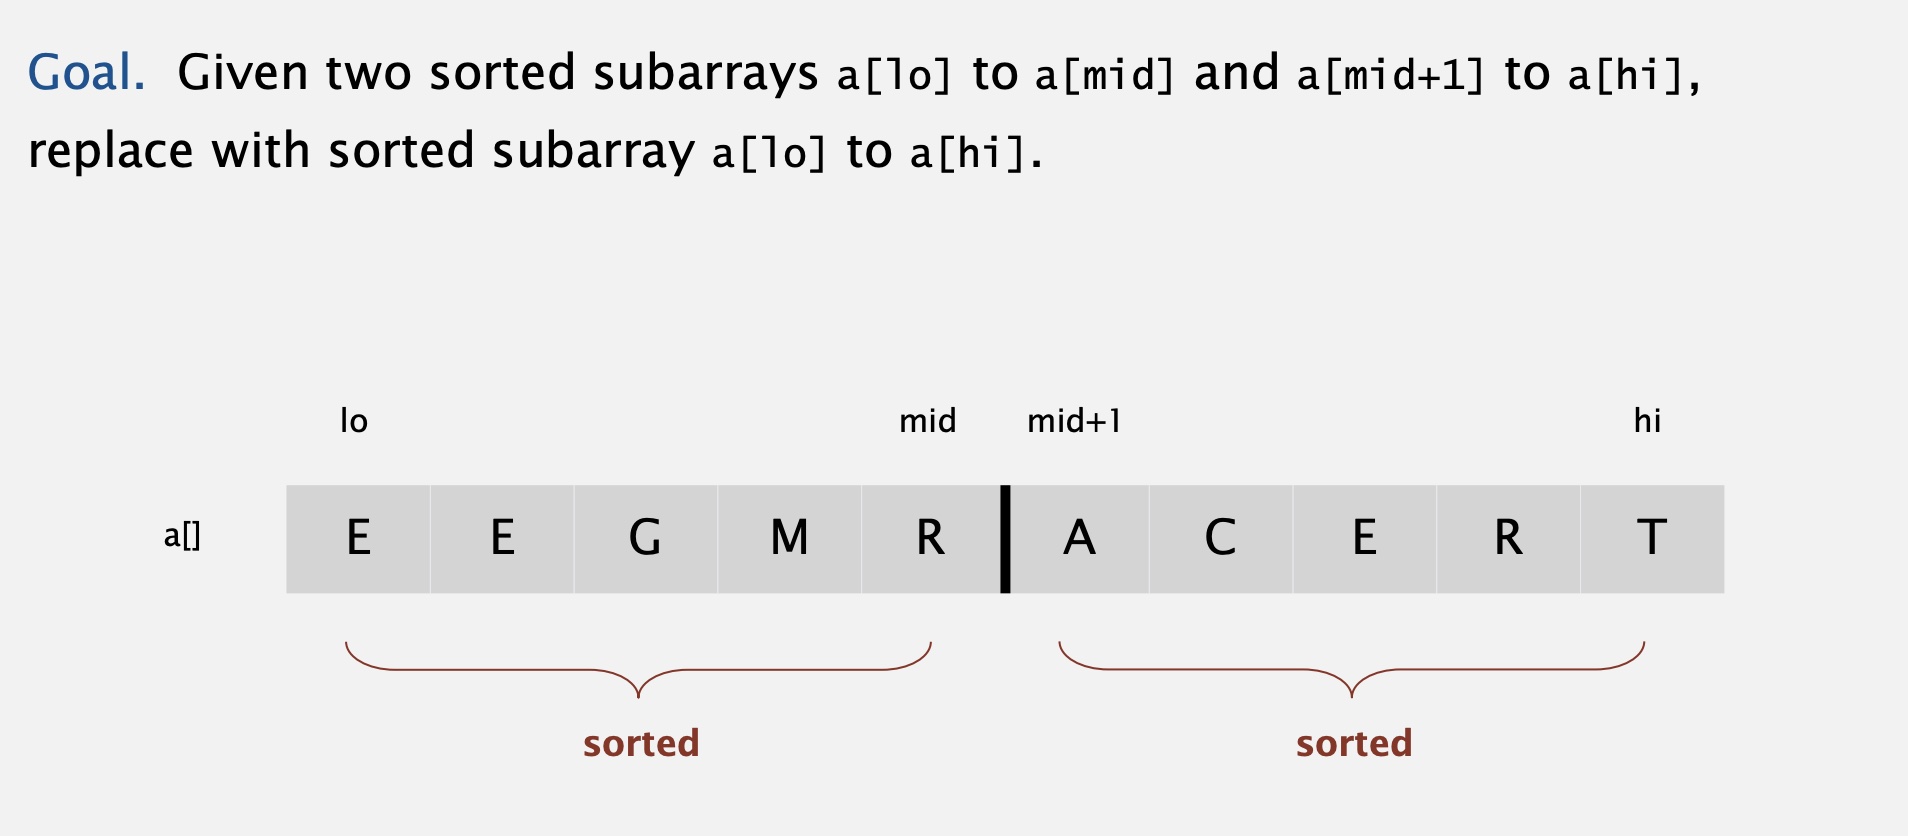 Goal. Given two sorted subarrays a[lo] to a[mid] and a[mid+1] to a[hi],
replace with sorted subarray a[lo] to a[hi].
lo mid mid+1 hi
a[] E E G M R A C E R T
sorted sorted